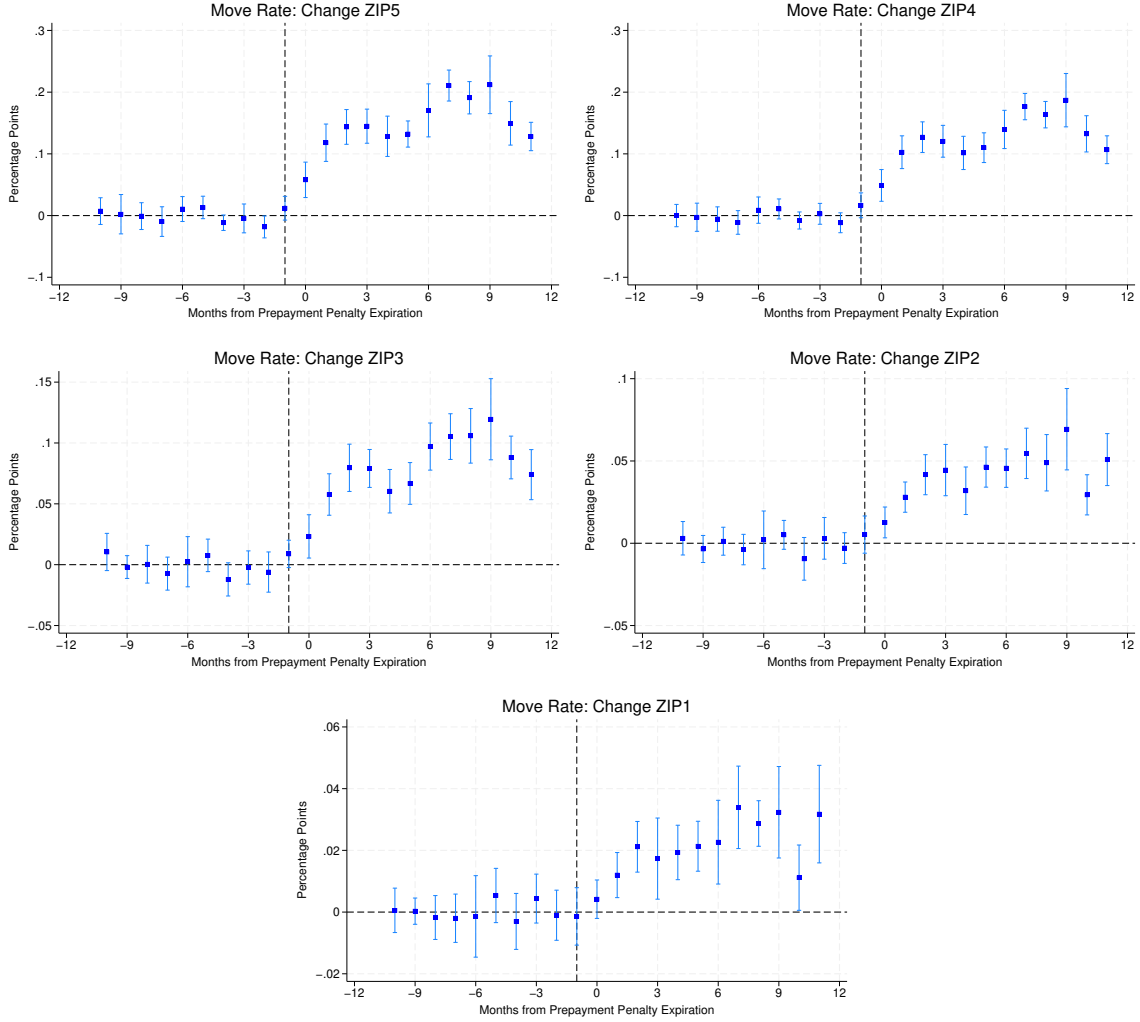 Move Rate: Change ZIP5
Percentage Points
.3
.2
.1
0
−.1
−12 −9 −6 −3 0 3 6 9 12
Months from Prepayment Penalty Expiration
Move Rate: Change ZIP4
Percentage Points
.3
.2
.1
0
−.1
−12 −9 −6 −3 0 3 6 9 12
Months from Prepayment Penalty Expiration
Move Rate: Change ZIP3
Percentage Points
.15
.1
.05
0
−.05
−12 −9 −6 −3 0 3 6 9 12
Months from Prepayment Penalty Expiration
Move Rate: Change ZIP2
Percentage Points
.1
.05
0
−.05
−12 −9 −6 −3 0 3 6 9 12
Months from Prepayment Penalty Expiration
Move Rate: Change ZIP1
Percentage Points
.06
.04
.02
0
−.02
−12 −9 −6 −3 0 3 6 9 12
Months from Prepayment Penalty Expiration